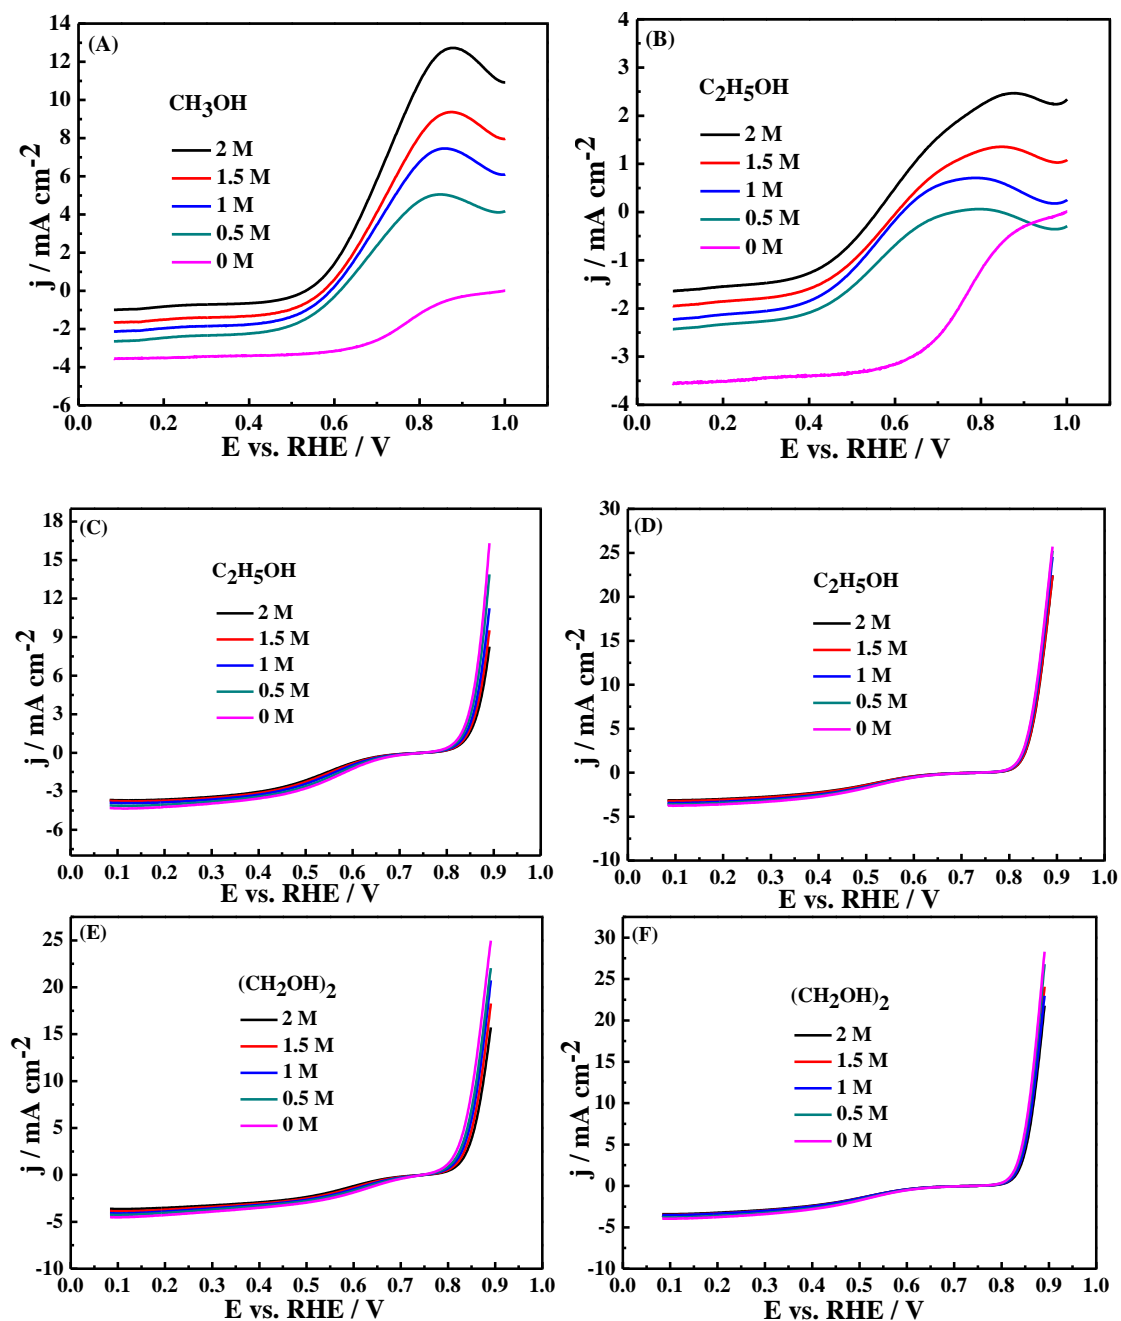 (A)
CH3OH
2 M
1.5 M
1 M
0.5 M
0 M
14
12
10
8
6
4
2
0
-2
-4
-6
j / mA cm-2
0.0 0.2 0.4 0.6 0.8 1.0
E vs. RHE / V
(B)
C2H5OH
2 M
1.5 M
1 M
0.5 M
0 M
4
3
2
1
0
-1
-2
-3
-4
j / mA cm-2
0.0 0.2 0.4 0.6 0.8 1.0
E vs. RHE / V
(C)
C2H5OH
2 M
1.5 M
1 M
0.5 M
0 M
18
15
12
9
6
3
0
-3
-6
j / mA cm-2
0.0 0.1 0.2 0.3 0.4 0.5 0.6 0.7 0.8 0.9 1.0
E vs. RHE / V
(D)
C2H5OH
2 M
1.5 M
1 M
0.5 M
0 M
30
25
20
15
10
5
0
-5
-10
j / mA cm-2
0.0 0.1 0.2 0.3 0.4 0.5 0.6 0.7 0.8 0.9 1.0
E vs. RHE / V
(E)
(CH2OH)2
2 M
1.5 M
1 M
0.5 M
0 M
25
20
15
10
5
0
-5
-10
j / mA cm-2
0.0 0.1 0.2 0.3 0.4 0.5 0.6 0.7 0.8 0.9 1.0
E vs. RHE / V
(F)
(CH2OH)2
2 M
1.5 M
1 M
0.5 M
0 M
30
25
20
15
10
5
0
-5
-10
j / mA cm-2
0.0 0.1 0.2 0.3 0.4 0.5 0.6 0.7 0.8 0.9 1.0
E vs. RHE / V